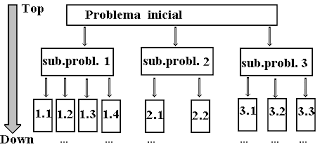 Top
Problema inicial
sub.probl. 1 sub.probl. 2 sub.probl. 3
1.1 1.2 1.3 1.4 2.1 2.2 3.1 3.2 3.3
Down ... ... ... ... ... ...